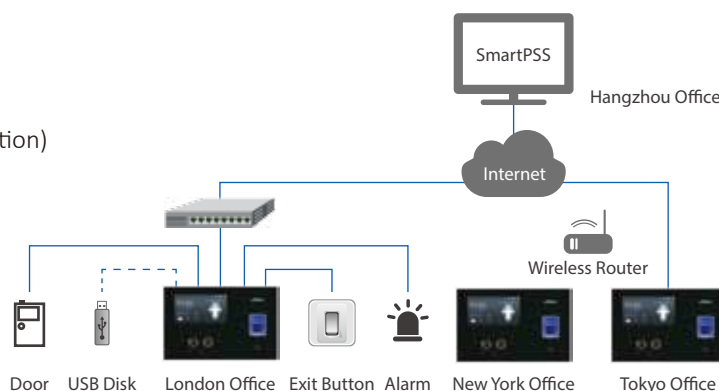 SmartPSS
Hangzhou Office
tion)
Internet
Wireless Router
Door USB Disk London Office Exit Button Alarm New York Office Tokyo Office